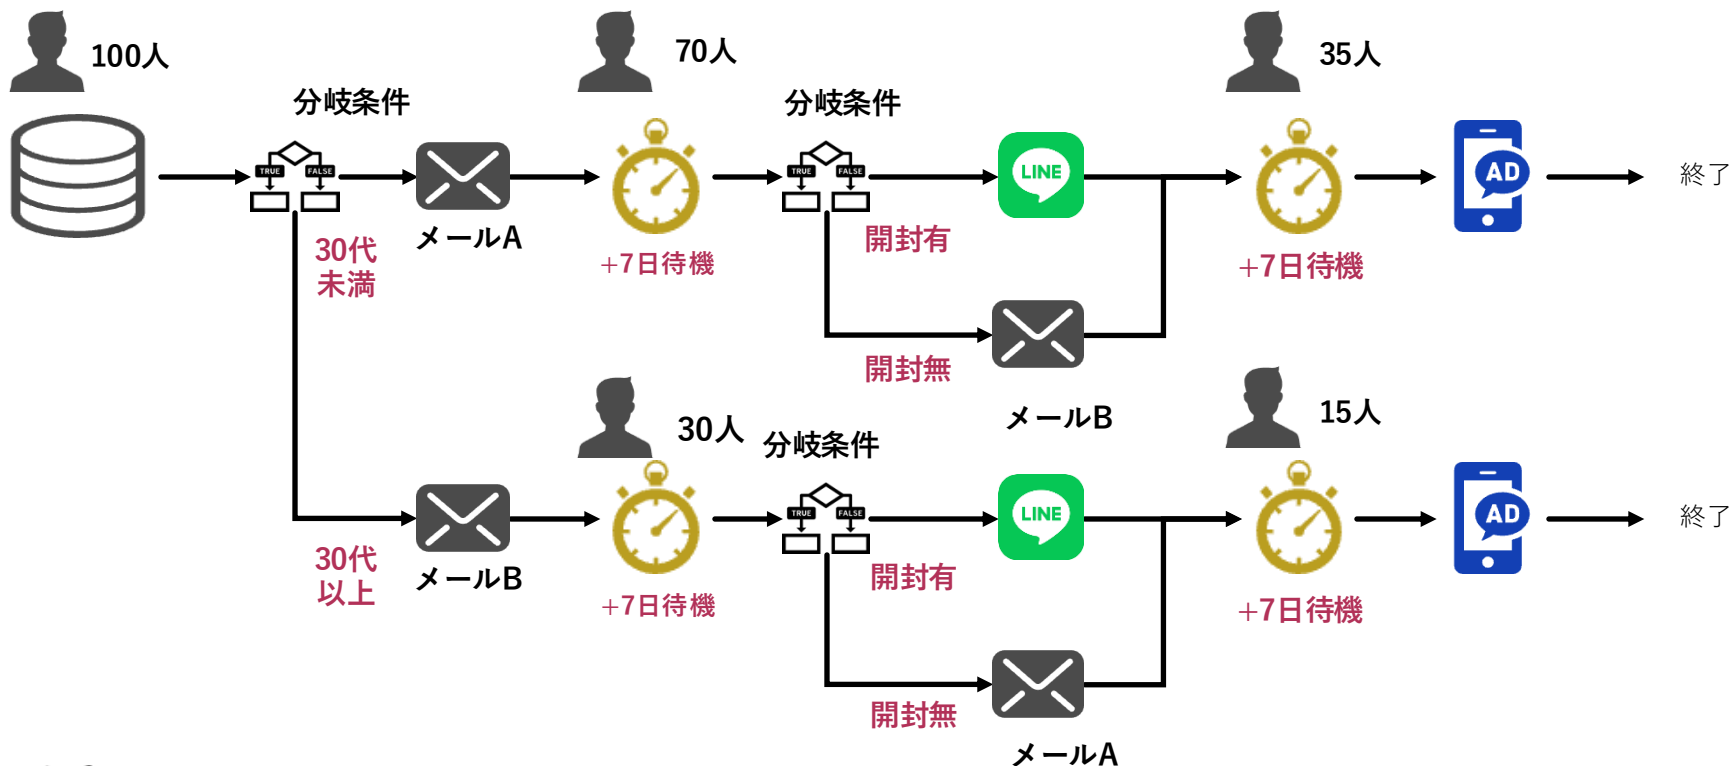 100人
70人
35人
分岐条件
分岐条件
TRUE FALSE
TRUE FALSE
LINE
AD
終了
メールA
30代
未満
+7日待機
開封有
+7日待機
開封無
メールB
30人
15人
分岐条件
TRUE FALSE
LINE
AD
終了
30代
以上
メールB
+7日待機
開封有
+7日待機
開封無
メールA